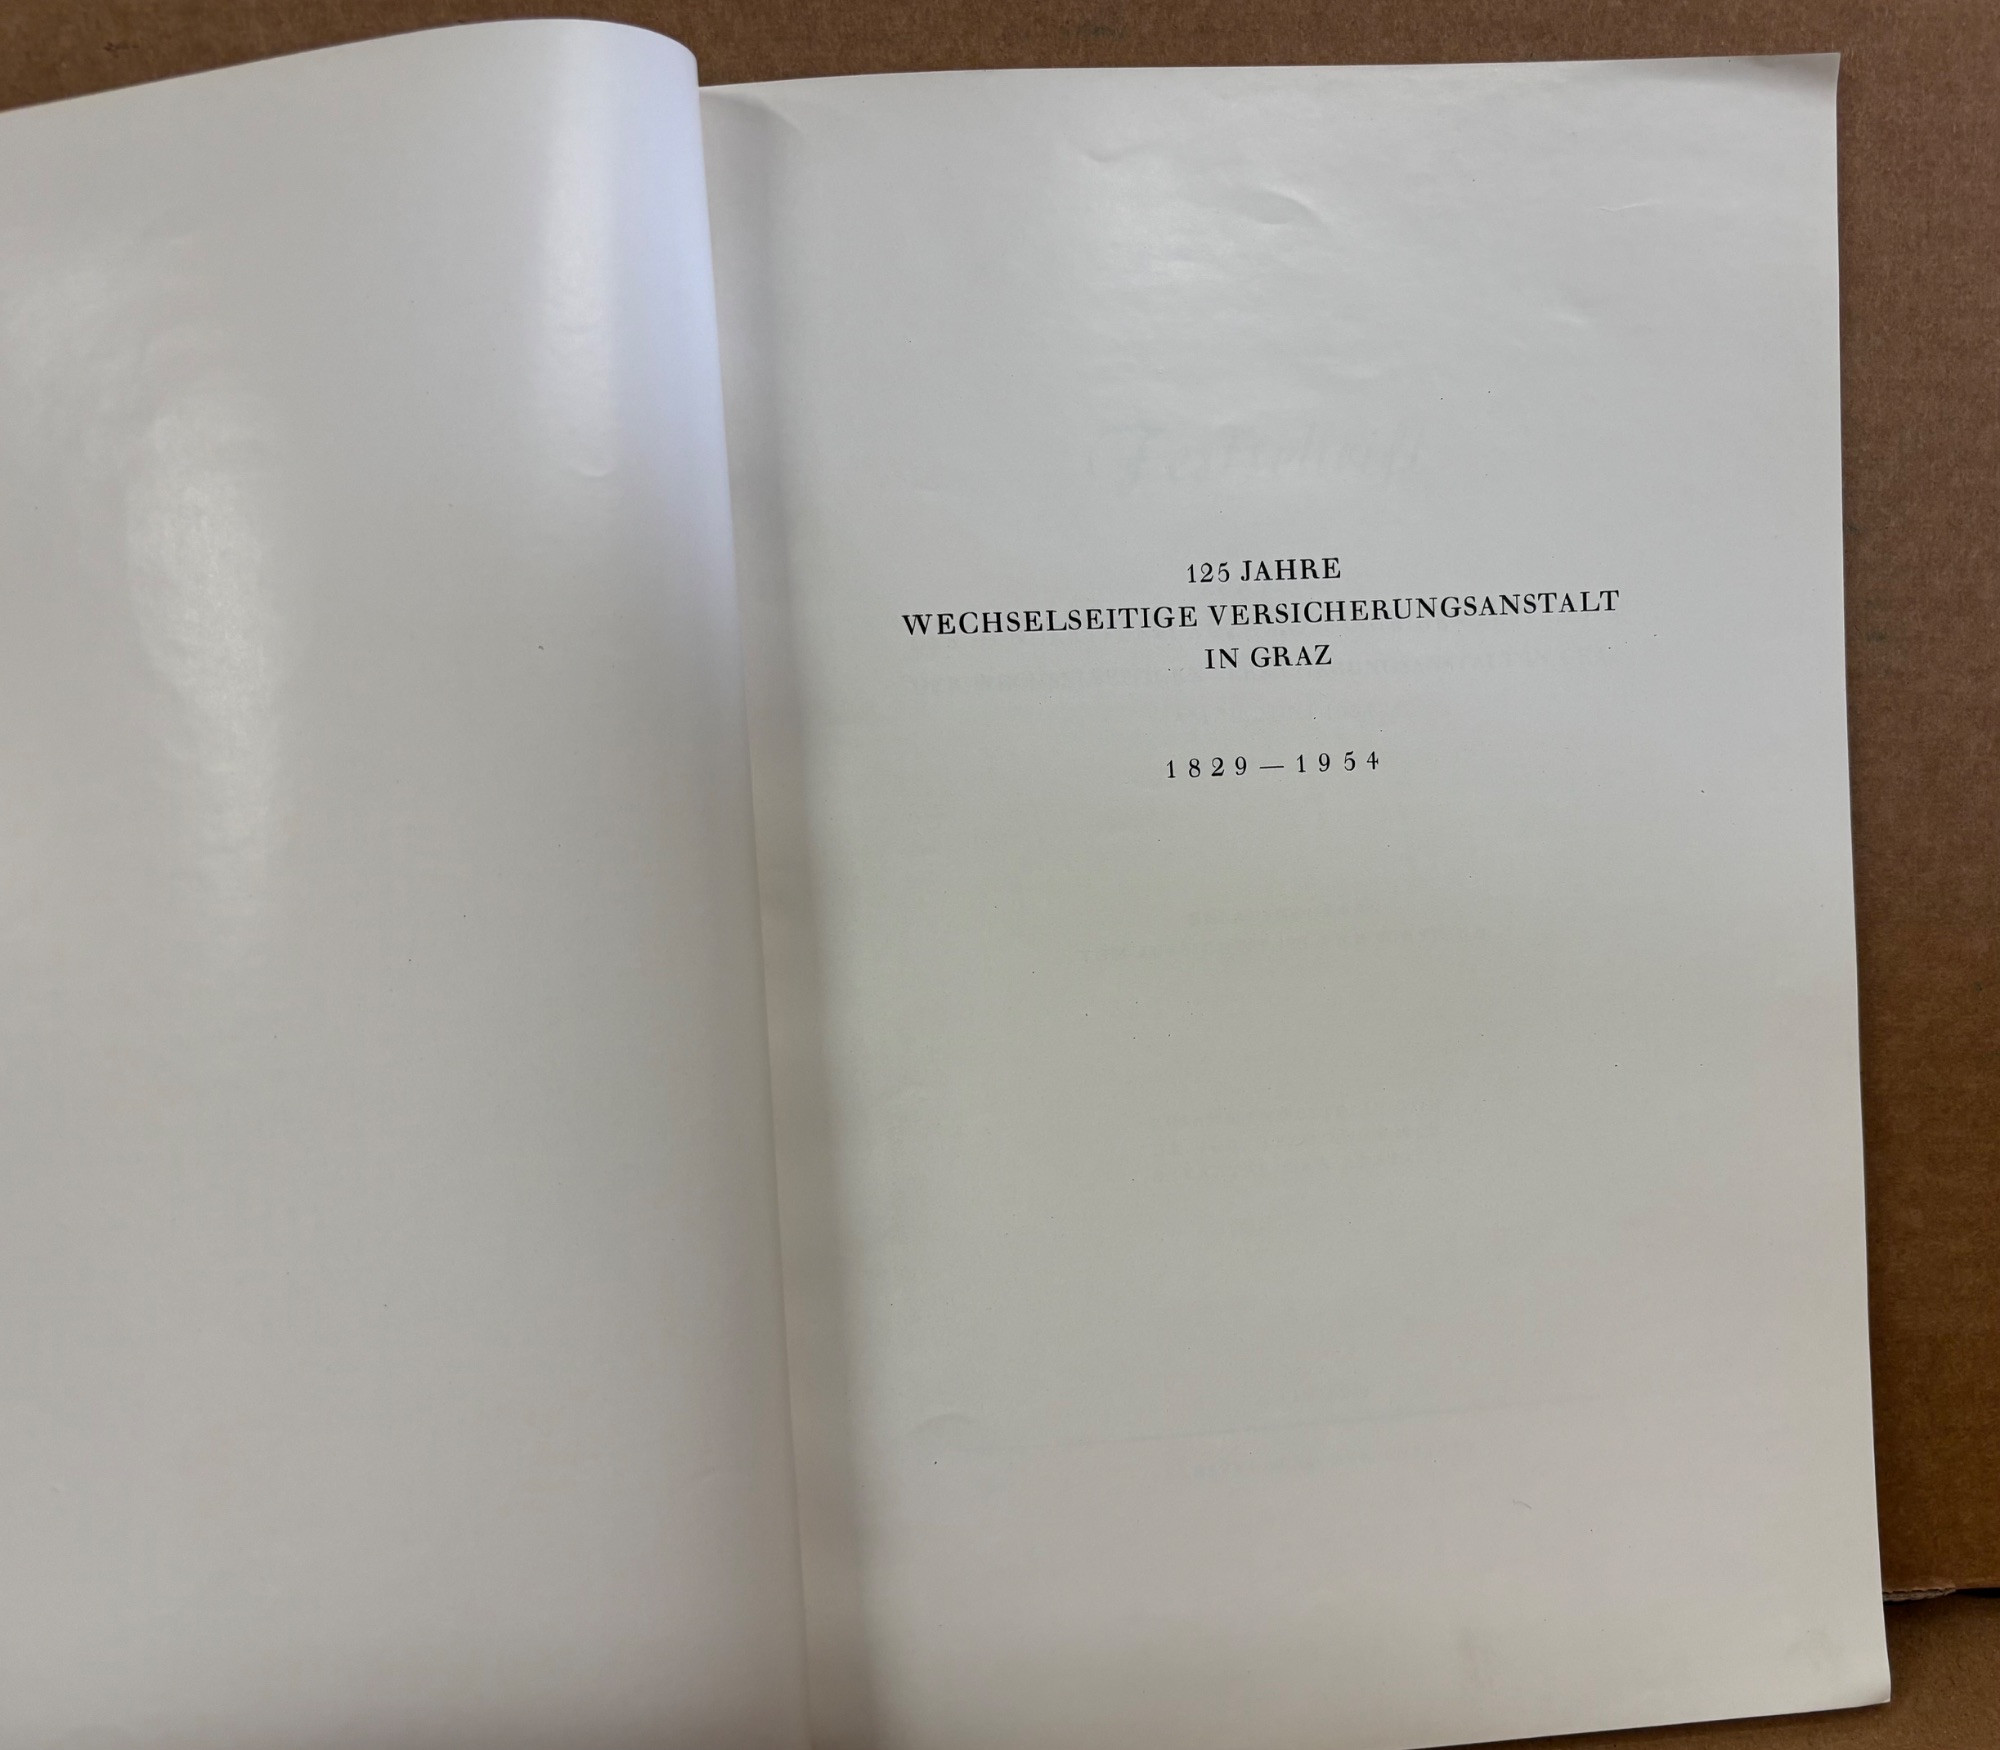 125 JAHRE
WECHSELSEITIGE VERSICHERUNGSANSTALT
IN GRAZ
1829—1954